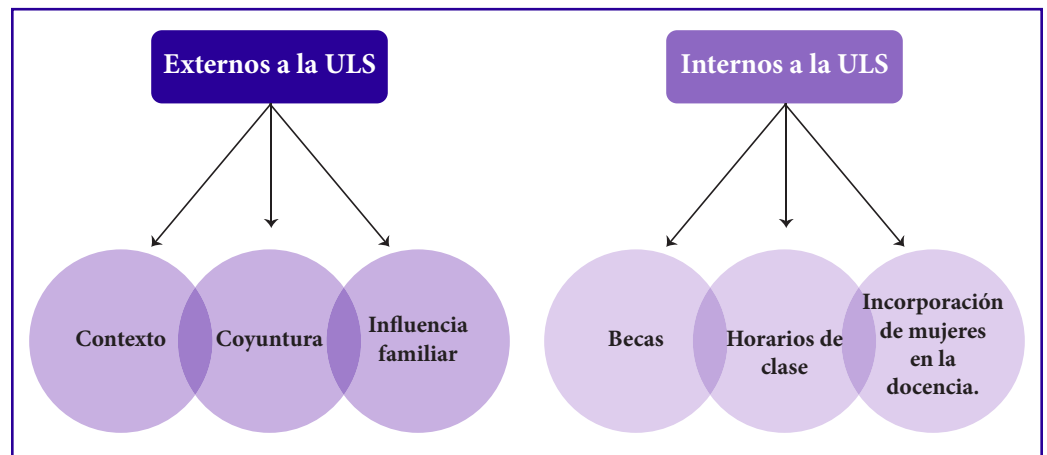 Externos a la ULS
Internos a la ULS
Contexto
Coyuntura
Influencia
familiar
Becas
Horarios de
clase
Incorporación
de mujeres
en la
docencia.